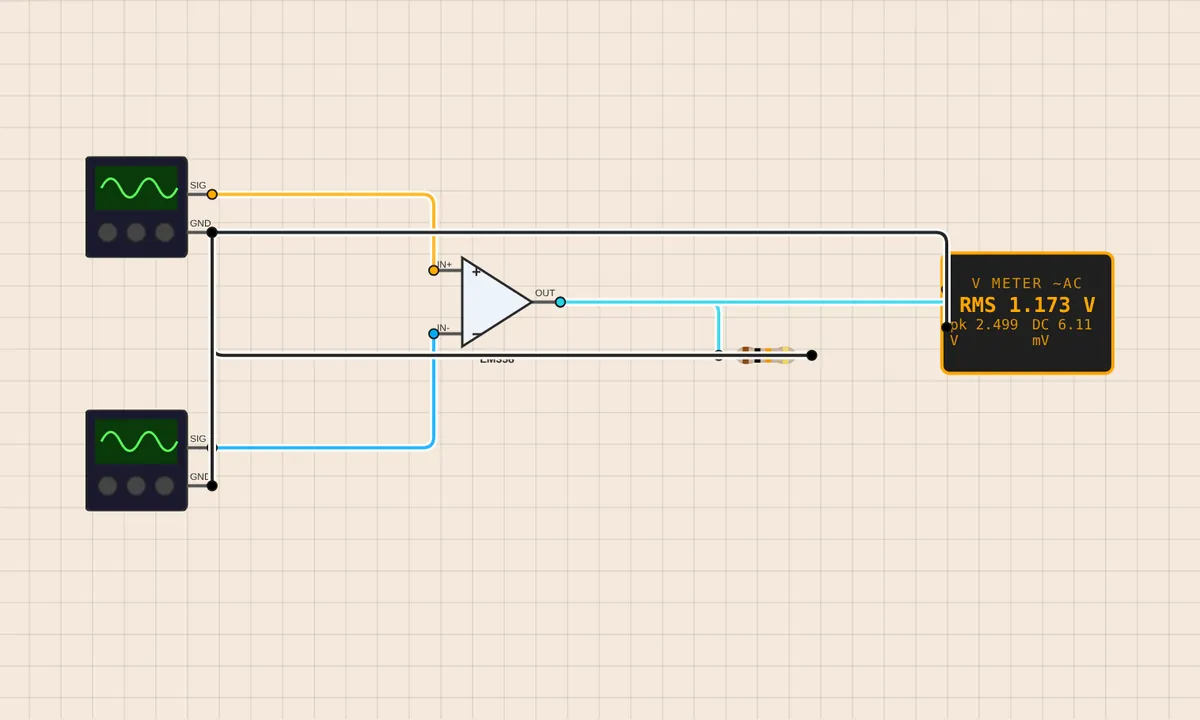 SIG
GND
IN+
+
OUT
IN-
−
V METER ~AC
RMS 1.173 V
pk 2.499 V
DC 6.11 mV
SIG
GND